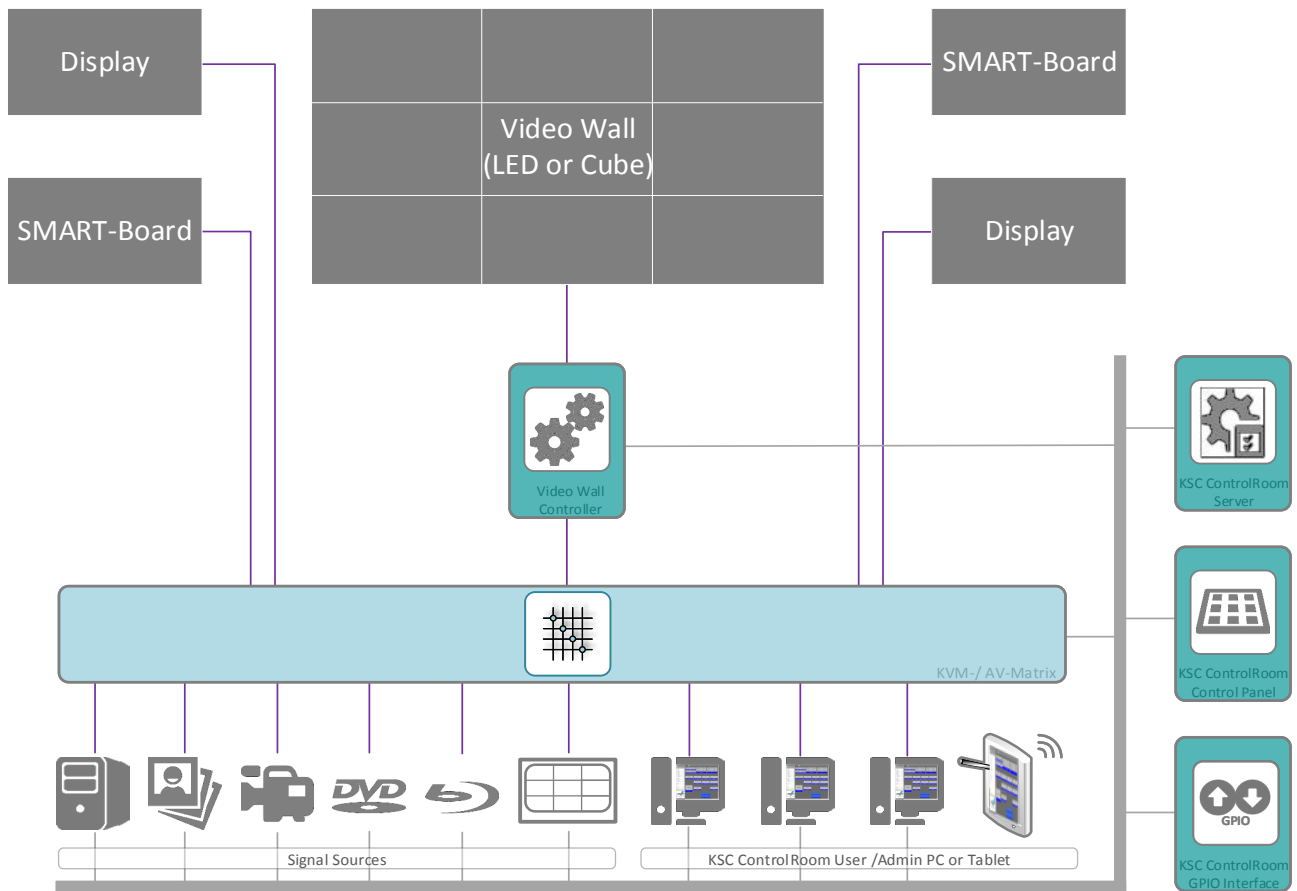 Display
SMART-Board
Video Wall
(LED or Cube)
SMART-Board
Display
Video Wall
Controller
KSC ControlRoom
Server
KSC ControlRoom
Control Panel
KVM-/ AV-Matrix
DVD
GPIO
KSC ControlRoom
GPIO Interface
Signal Sources
KSC ControlRoom User /Admin PC or Tablet